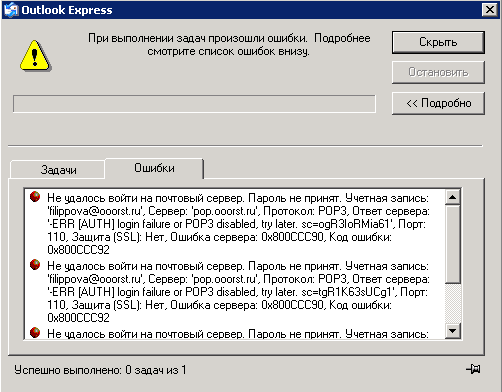 Outlook Express
При выполнении задач произошли ошибки. Подробнее
смотрите список ошибок внизу.
Скрыть
Остановить
<< Подробно
Задачи
Ошибки
Не удалось войти на почтовый сервер. Пароль не принят. Учетная запись:
'filippova@ooorst.ru', Сервер: 'pop.ooorst.ru', Протокол: POP3, Ответ сервера:
'-ERR [AUTH] login failure or POP3 disabled, try later. sc=ogR3loRMia61', Порт:
110, Защита (SSL): Нет, Ошибка сервера: 0x800CCC90, Код ошибки:
0x800CCC92
Не удалось войти на почтовый сервер. Пароль не принят. Учетная запись:
'filippova@ooorst.ru', Сервер: 'pop.ooorst.ru', Протокол: POP3, Ответ сервера:
'-ERR [AUTH] login failure or POP3 disabled, try later. sc=tgR1K63sUCg1', Порт:
110, Защита (SSL): Нет, Ошибка сервера: 0x800CCC90, Код ошибки:
0x800CCC92
Не удалось войти на почтовый сервер. Пароль не принят. Учетная запись:
Успешно выполнено: 0 задач из 1